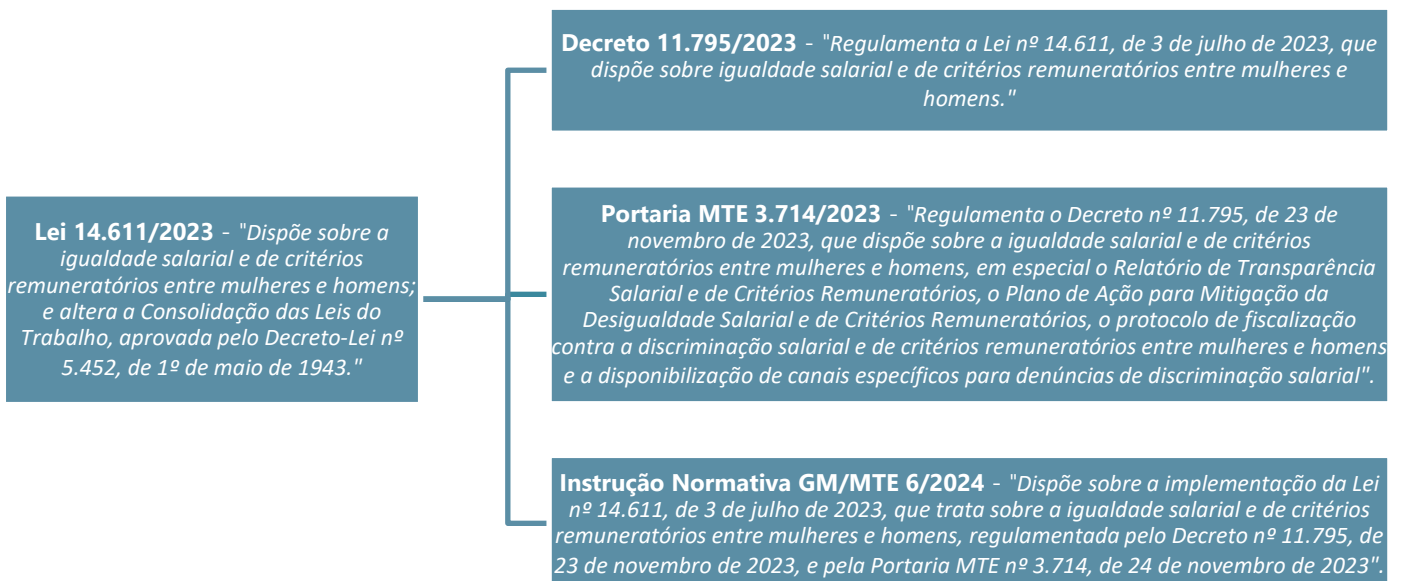 Lei 14.611/2023 - "Dispõe sobre a
igualdade salarial e de critérios
remuneratórios entre mulheres e homens;
e altera a Consolidação das Leis do
Trabalho, aprovada pelo Decreto-Lei nº
5.452, de 1º de maio de 1943."
Decreto 11.795/2023 - "Regulamenta a Lei nº 14.611, de 3 de julho de 2023, que
dispõe sobre igualdade salarial e de critérios remuneratórios entre mulheres e
homens."
Portaria MTE 3.714/2023 - "Regulamenta o Decreto nº 11.795, de 23 de
novembro de 2023, que dispõe sobre a igualdade salarial e de critérios
remuneratórios entre mulheres e homens, em especial o Relatório de Transparência
Salarial e de Critérios Remuneratórios, o Plano de Ação para Mitigação da
Desigualdade Salarial e de Critérios Remuneratórios, o protocolo de fiscalização
contra a discriminação salarial e de critérios remuneratórios entre mulheres e homens
e a disponibilização de canais específicos para denúncias de discriminação salarial".
Instrução Normativa GM/MTE 6/2024 - "Dispõe sobre a implementação da Lei
nº 14.611, de 3 de julho de 2023, que trata sobre a igualdade salarial e de critérios
remuneratórios entre mulheres e homens, regulamentada pelo Decreto nº 11.795, de
23 de novembro de 2023, e pela Portaria MTE nº 3.714, de 24 de novembro de 2023".